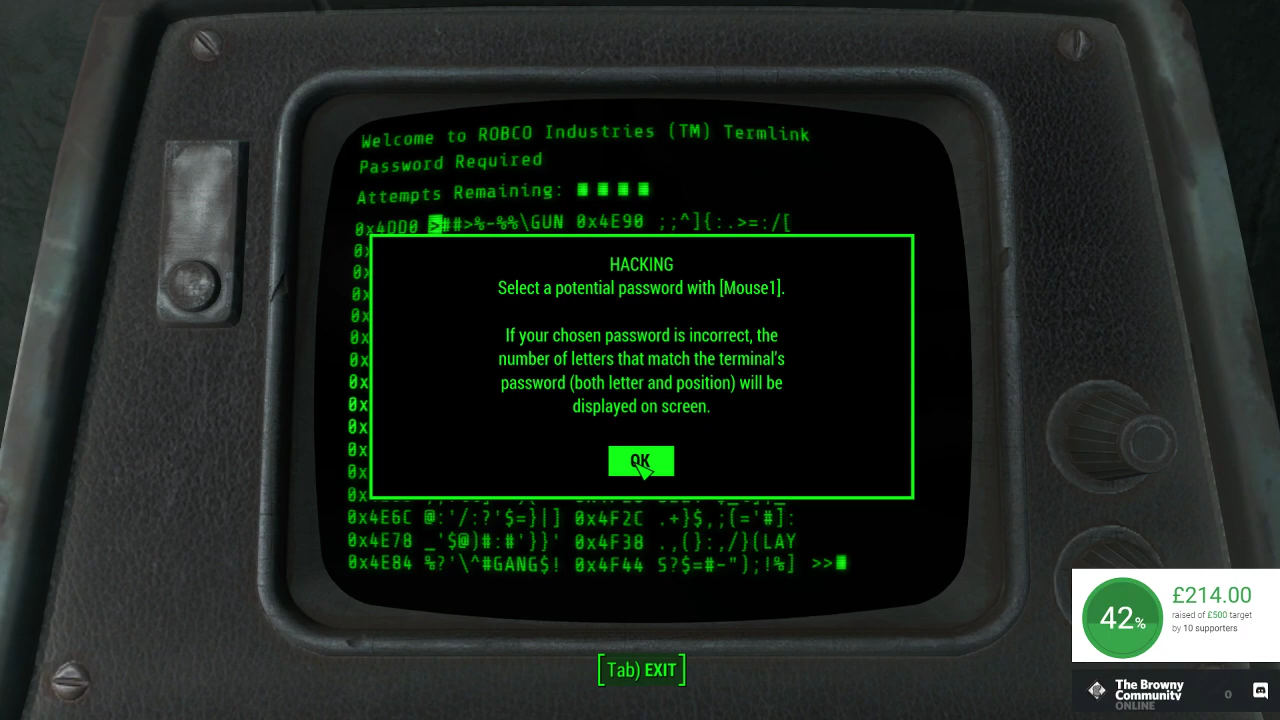 Welcome to ROBCO Industries (TM) Termlink
Password Required
Attempts Remaining:
0x4DD0 >##>%-%%\GUN 0x4E90 ;;^]{:.>=:/[
HACKING
Select a potential password with [Mouse1].
If your chosen password is incorrect, the
number of letters that match the terminal's
password (both letter and position) will be
displayed on screen.
OK
0x4E6C @:'/:?'$=}|] 0x4F2C .+}$,;[='#]:
0x4E78 _'$@)#:#'}}' 0x4F38 .,(}:,/}(LAY
0x4E84 %?'\^#GANG$! 0x4F44 S?$=#-");!%] >>
[Tab) EXIT]
42%
£214.00
raised of £500 target
by 10 supporters
The Browny
Community
ONLINE
0